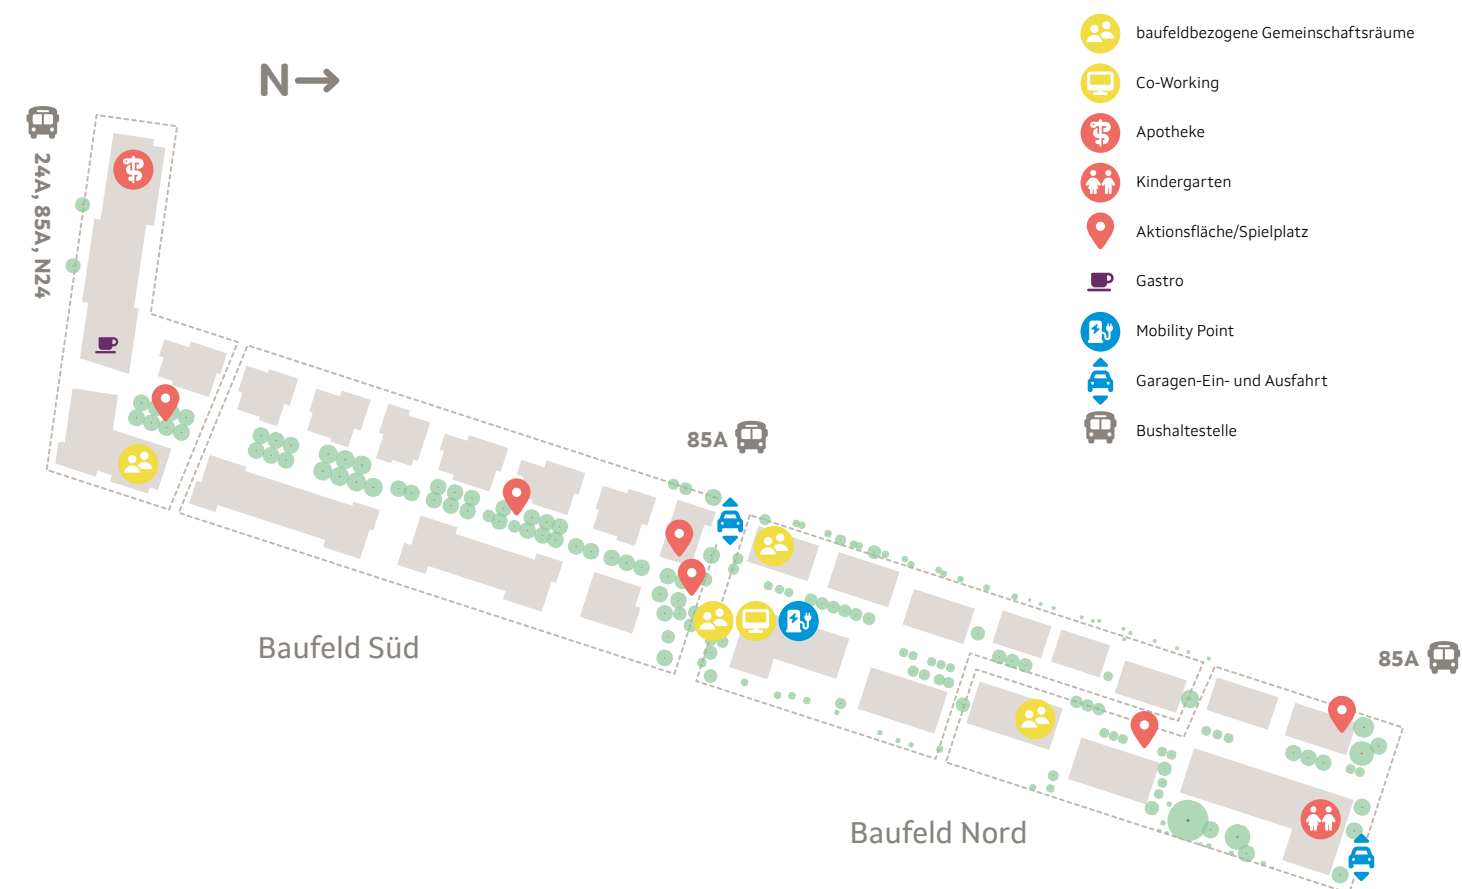 N
baufeldbezogene Gemeinschaftsräume
Co-Working
Apotheke
Kindergarten
Aktionsfläche/Spielplatz
Gastro
Mobility Point
Garagen-Ein- und Ausfahrt
Bushaltestelle
24A, 85A, N24
85A
85A
Baufeld Süd
Baufeld Nord